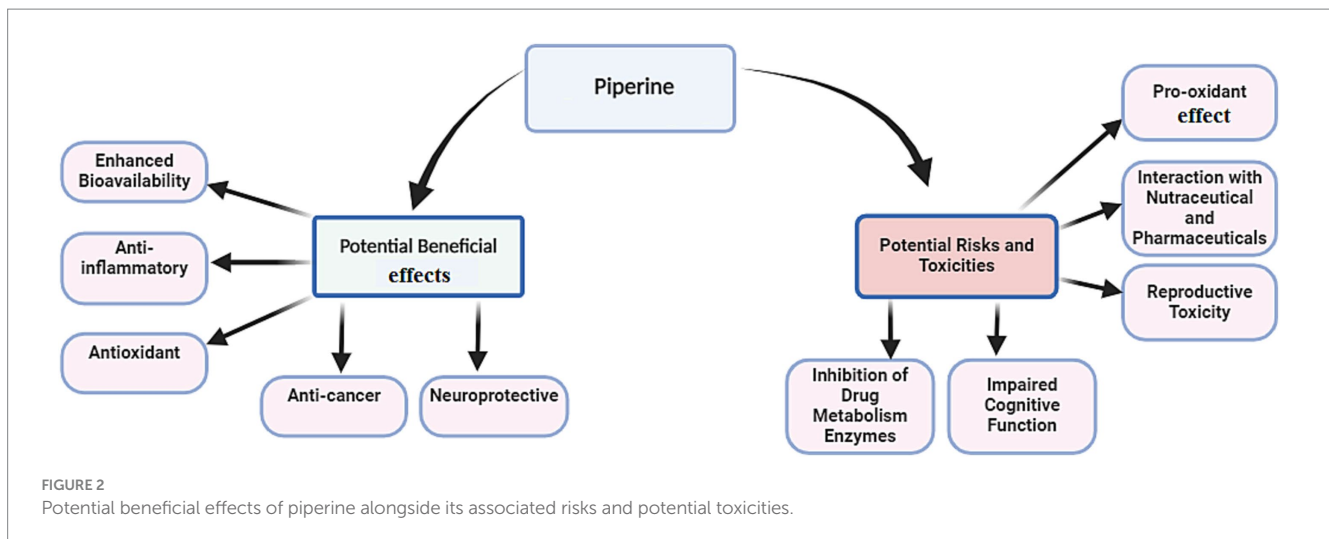 Piperine
Potential Beneficial
effects
Enhanced
Bioavailability
Anti-
inflammatory
Antioxidant
Anti-cancer
Neuroprotective
Potential Risks and
Toxicities
Pro-oxidant
effect
Interaction with
Nutraceutical
and
Pharmaceuticals
Reproductive
Toxicity
Inhibition of
Drug
Metabolism
Enzymes
Impaired
Cognitive
Function
FIGURE 2
Potential beneficial effects of piperine alongside its associated risks and potential toxicities.